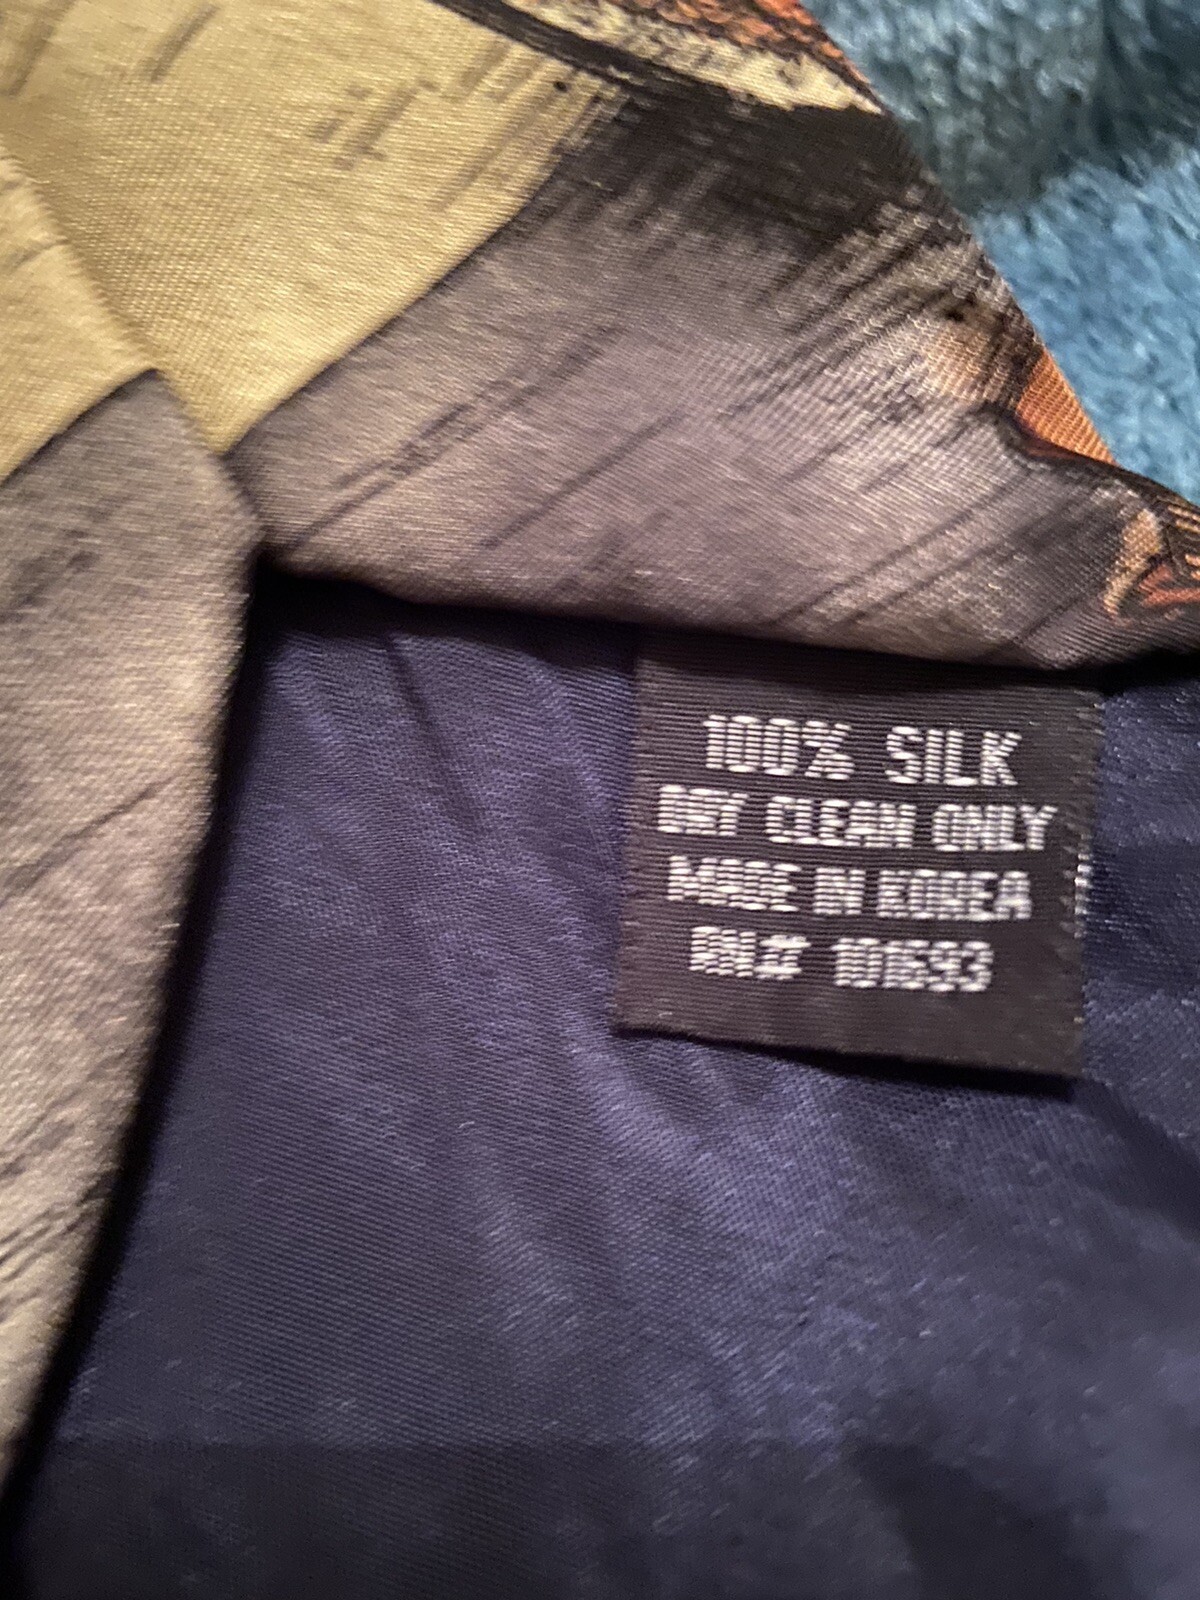 100% SILK
DRY CLEAN ONLY
MADE IN KOREA
RN# 101693